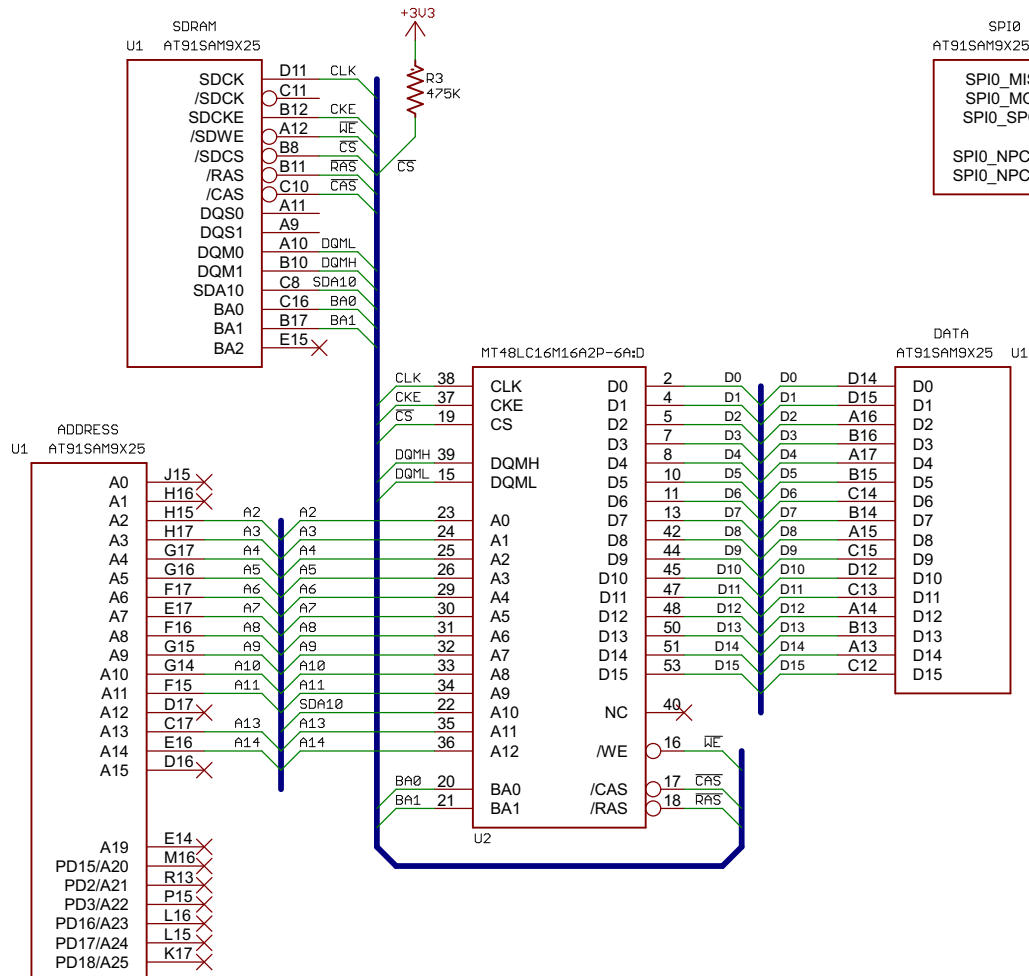 +3V3
SDRAM
U1 AT91SAM9X25
SPI0
AT91SAM9X25
R3
475K
SDCK D11 CLK
/SDCK C11
SDCKE B12 CKE
/SDWE A12 WE
/SDCS B8 CS
/RAS B11 RAS
/CAS C10 CAS
DQS0 A11
DQS1 A9
DQM0 A10 DQML
DQM1 B10 DQMH
SDA10 C8 SDA10
BA0 C16 BA0
BA1 B17 BA1
BA2 E15
CS
SPI0_MIS
SPI0_MO
SPI0_SP
SPI0_NPC
SPI0_NPC
MT48LC16M16A2P-6A:D
CLK 38 CLK
CKE 37 CKE
CS 19 CS
DQMH 39 DQMH
DQML 15 DQML
A2 23 A0
A3 24 A1
A4 25 A2
A5 26 A3
A6 29 A4
A7 30 A5
A8 31 A6
A9 32 A7
A10 33 A8
A11 34 A9
SDA10 22 A10
A13 35 A11
A14 36 A12
BA0 20 BA0
BA1 21 BA1
D0 2 D0
D1 4 D1
D2 5 D2
D3 7 D3
D4 8 D4
D5 10 D5
D6 11 D6
D7 13 D7
D8 42 D8
D9 44 D9
D10 45 D10
D11 47 D11
D12 48 D12
D13 50 D13
D14 51 D14
D15 53 D15
NC 40
/WE 16 WE
/CAS 17 CAS
/RAS 18 RAS
U2
DATA
AT91SAM9X25 U1
D0 D14 D0
D1 D15 D1
D2 A16 D2
D3 B16 D3
D4 A17 D4
D5 B15 D5
D6 C14 D6
D7 B14 D7
D8 A15 D8
D9 C15 D9
D10 D12 D10
D11 C13 D11
D12 A14 D12
D13 B13 D13
D14 A13 D14
D15 C12 D15
ADDRESS
U1 AT91SAM9X25
A0 J15
A1 H16
A2 H15 A2
A3 H17 A3
A4 G17 A4
A5 G16 A5
A6 F17 A6
A7 E17 A7
A8 F16 A8
A9 G15 A9
A10 G14 A10
A11 F15 A11
A12 D17
A13 C17 A13
A14 E16 A14
A15 D16
A19 E14
PD15/A20 M16
PD2/A21 R13
PD3/A22 P15
PD16/A23 L16
PD17/A24 L15
PD18/A25 K17